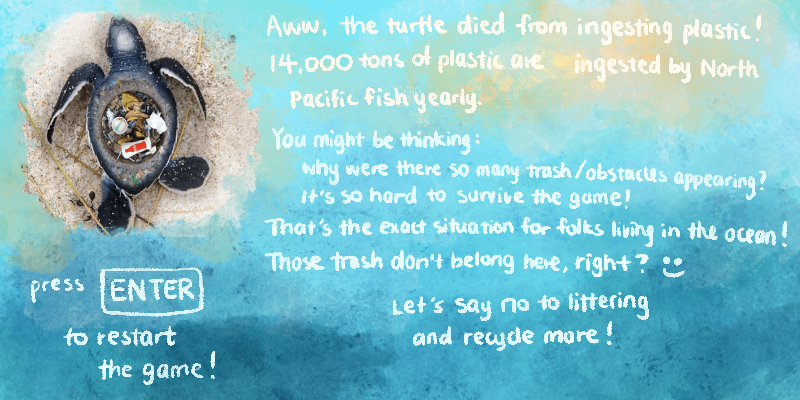 Aww, the turtle died from ingesting plastic!
14,000 tons of plastic are ingested by North
Pacific fish yearly.
You might be thinking:
why were there so many trash/obstacles appearing?
it's so hard to survive the game!
That's the exact situation for folks living in the ocean!
Those trash don't belong here, right?
Let's say no to littering
and recycle more!
press ENTER
to restart
the game!